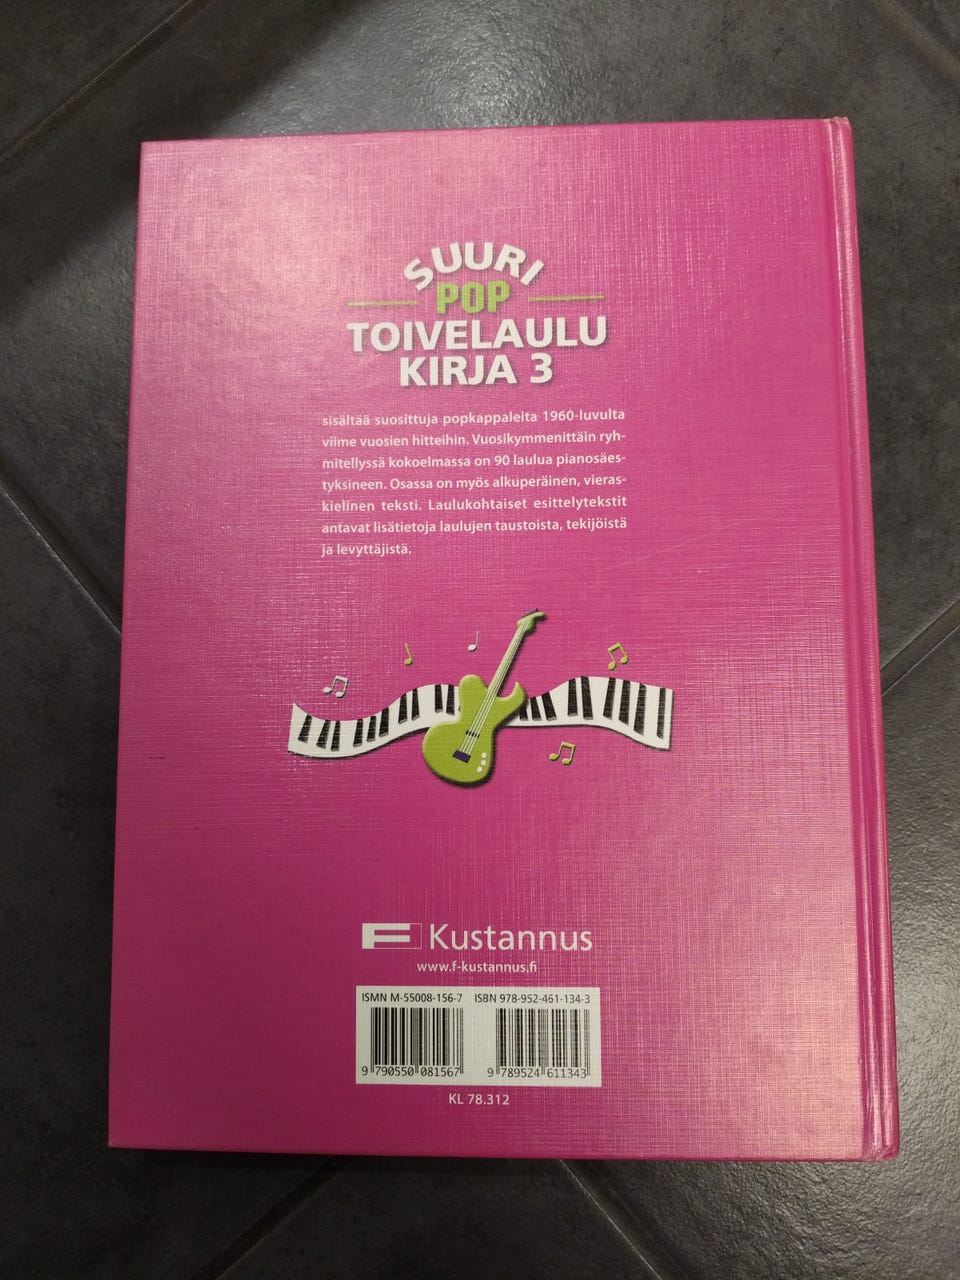 SUURI
POP
TOIVELAULU
KIRJA 3
sisältää suosittuja popkappaleita 1960-luvulta
viime vuosien hitteihin. Vuosikymmenittäin ryh-
mitellyssä kokoelmassa on 90 laulua pianosäes-
tyksineen. Osassa on myös alkuperäinen, vieras-
kielinen teksti. Laulukohtaiset esittelytekstit
antavat lisätietoja laulujen taustoista, tekijöistä
ja levyttäjistä.
F Kustannus
www.f-kustannus.fi
ISMN M-55008-156-7 ISBN 978-952-461-134-3
9 790550 081567 9 789524 611343
KL 78.312